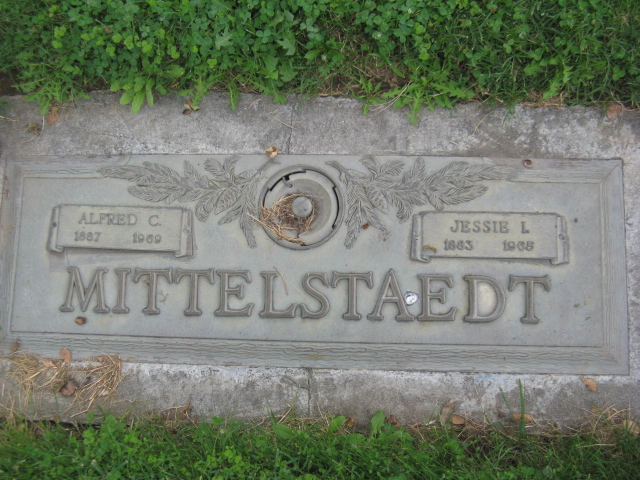 ALFRED C.
1887 1969
JESSIE I.
1883 1965
MITTELSTAEDT